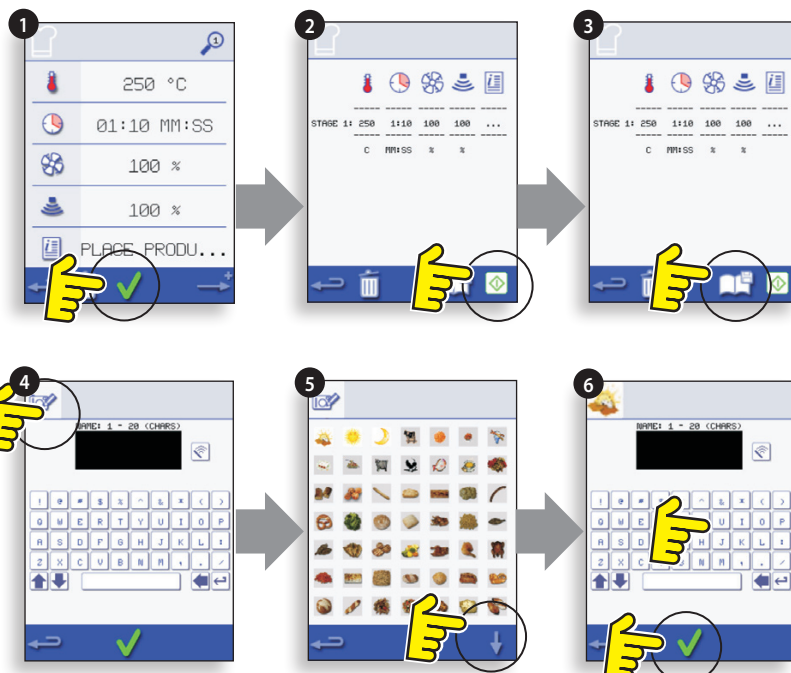 1
1
250 °C
01:10 MM:SS
100 %
100 %
PLACE PRODU...
2
STAGE 1: 250 1:10 100 100 ...
C MM:SS % %
3
STAGE 1: 250 1:10 100 100 ...
C MM:SS % %
4
NAME: 1 - 20 (CHARS)
! @ # $ % ^ & * ( )
Q W E R T Y U I O P
A S D F G H J K L :
Z X C V B N M , . /
5
6
NAME: 1 - 20 (CHARS)
! @ # ^ & * ( )
Q W E U I O P
A S D H J K L :
Z X C N M , . /